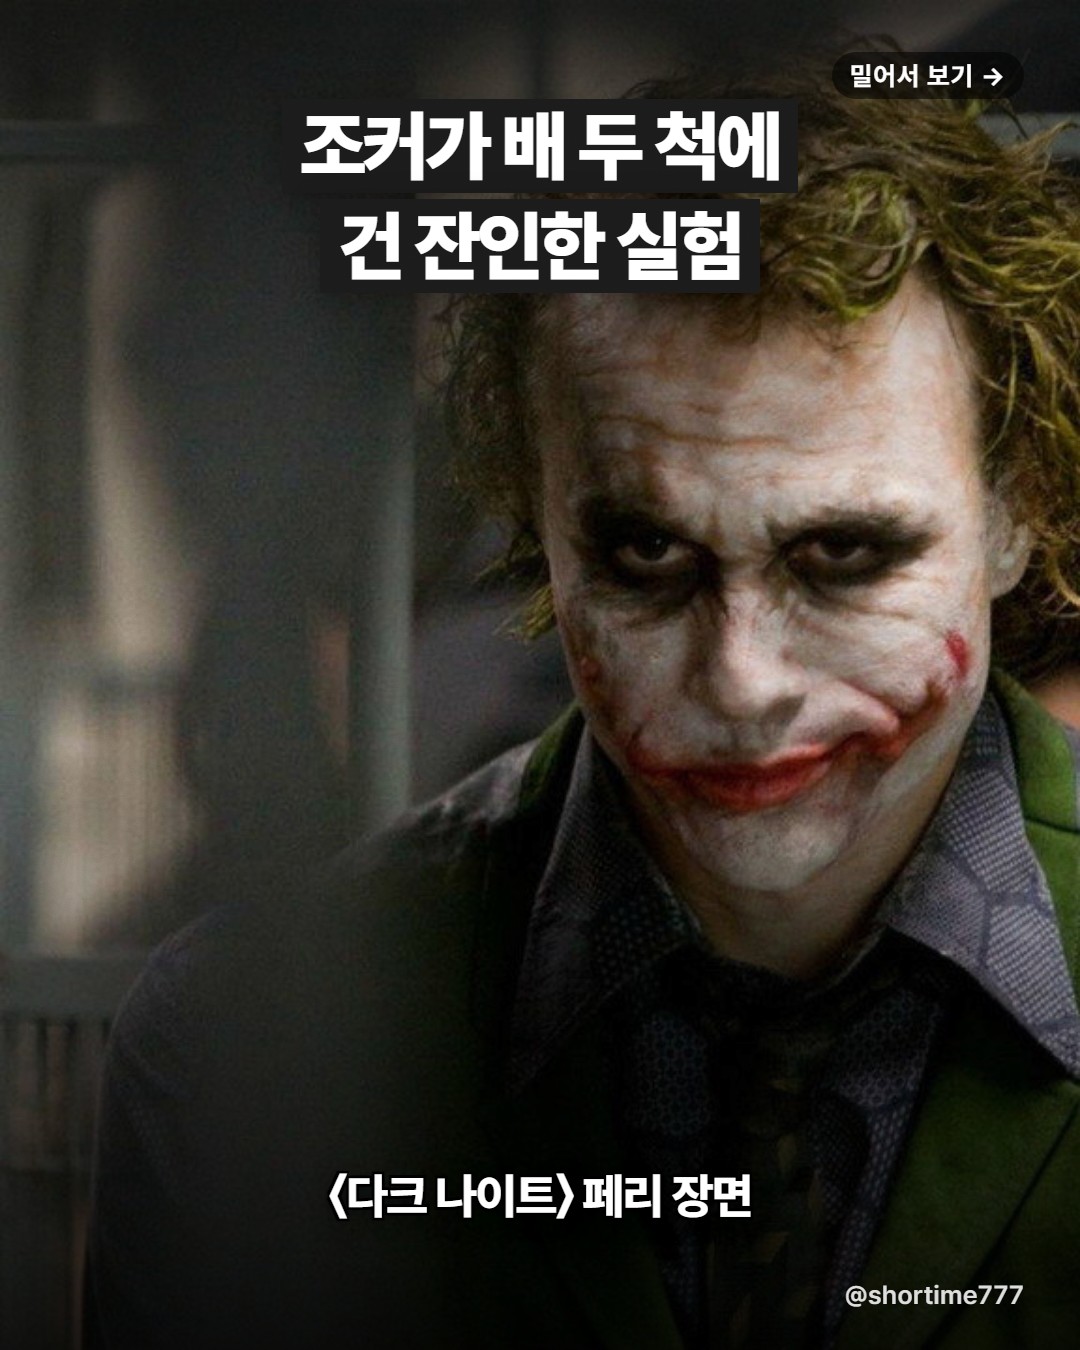 밀어서 보기 →
조커가 배 두 척에
건 잔인한 실험
〈다크 나이트〉 페리 장면
@shortime777